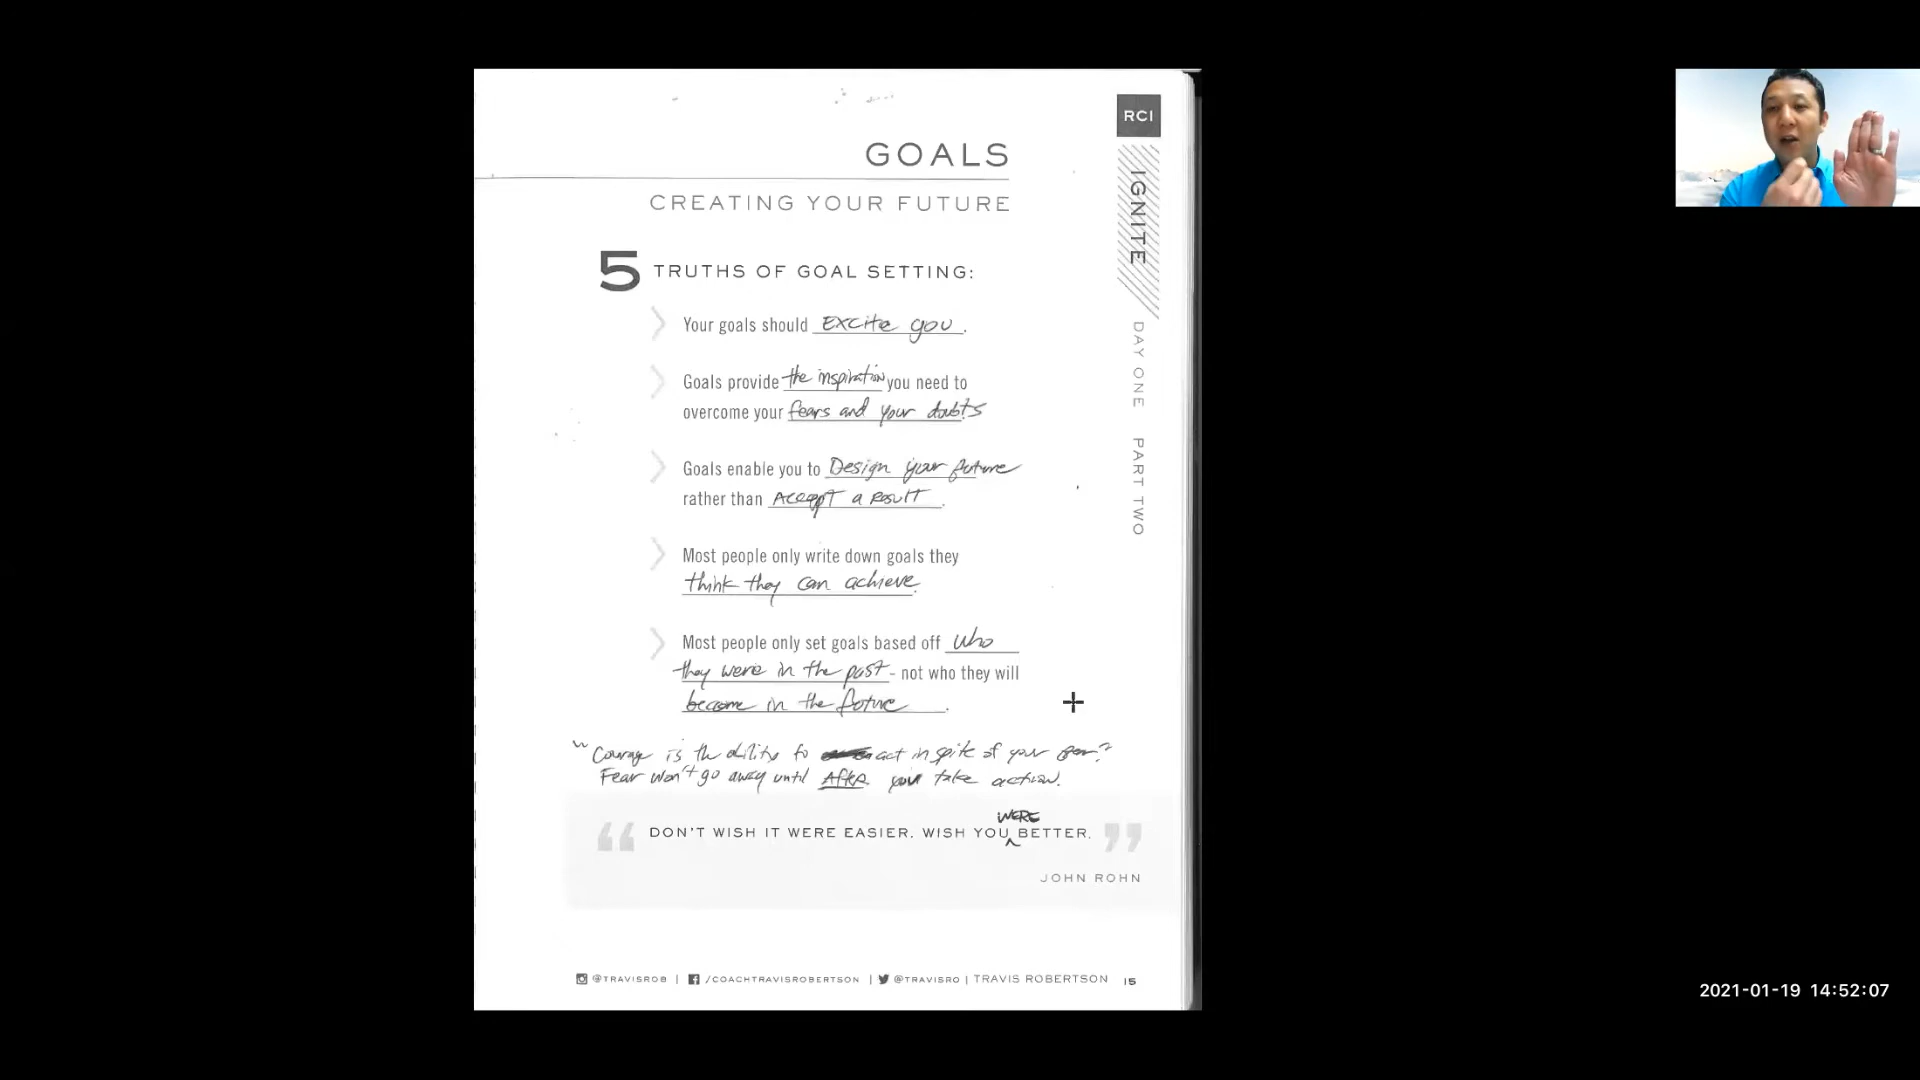 RCI
IGNITE
DAY ONE PART TWO
GOALS
CREATING YOUR FUTURE
5 TRUTHS OF GOAL SETTING:
Your goals should Excite you.
Goals provide the inspiration you need to
overcome your fears and your doubts
Goals enable you to Design your future
rather than Accept a Result.
Most people only write down goals they
think they can achieve.
Most people only set goals based off who
they were in the past - not who they will
become in the future.
"Courage is the ability to act in spite of your fear"
Fear won't go away until After you take action.
WERE
“ DON'T WISH IT WERE EASIER. WISH YOU ^ BETTER. ”
JOHN ROHN
@TRAVISROB | /COACHTRAVISROBERTSON | @TRAVISRO | TRAVIS ROBERTSON 15
2021-01-19 14:52:07